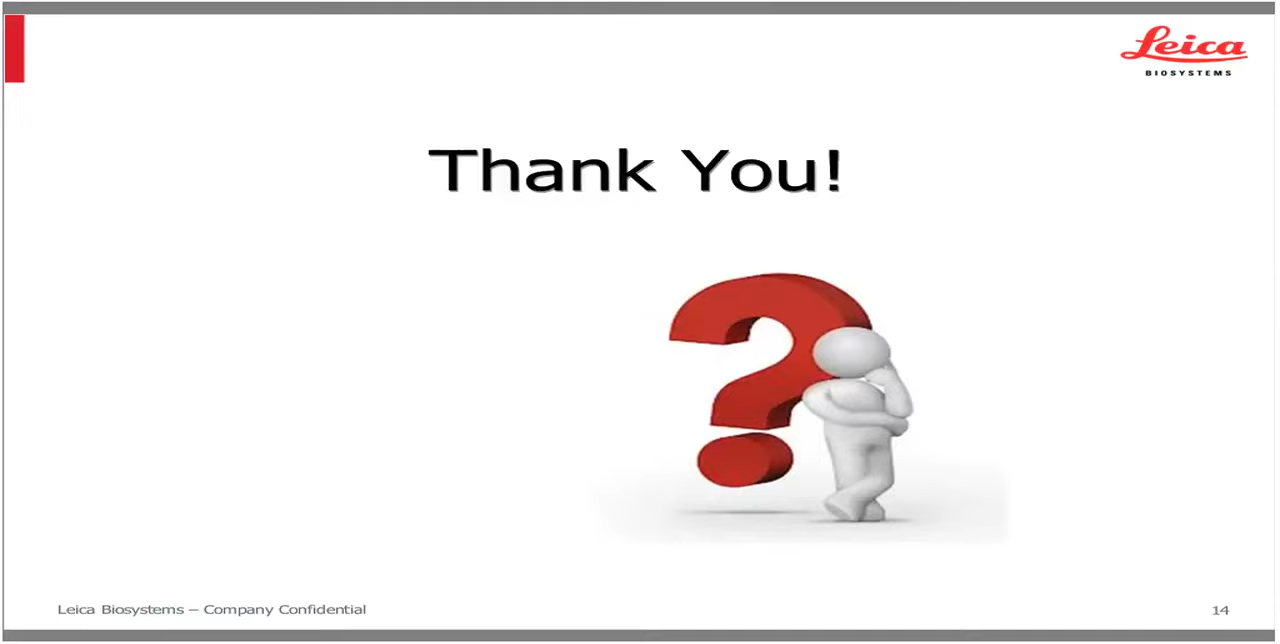 Leica
BIOSYSTEMS
Thank You!
Leica Biosystems – Company Confidential
14